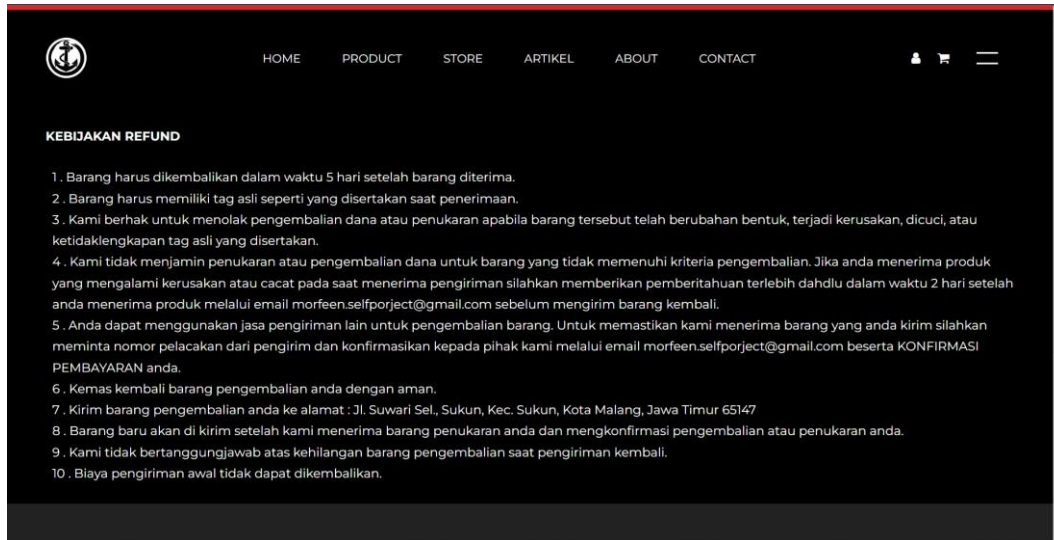 HOME PRODUCT STORE ARTIKEL ABOUT CONTACT
KEBIJAKAN REFUND
1 . Barang harus dikembalikan dalam waktu 5 hari setelah barang diterima.
2 . Barang harus memiliki tag asli seperti yang disertakan saat penerimaan.
3 . Kami berhak untuk menolak pengembalian dana atau penukaran apabila barang tersebut telah berubahan bentuk, terjadi kerusakan, dicuci, atau
ketidaklengkapan tag asli yang disertakan.
4 . Kami tidak menjamin penukaran atau pengembalian dana untuk barang yang tidak memenuhi kriteria pengembalian. Jika anda menerima produk
yang mengalami kerusakan atau cacat pada saat menerima pengiriman silahkan memberikan pemberitahuan terlebih dahdlu dalam waktu 2 hari setelah
anda menerima produk melalui email morfeen.selfporject@gmail.com sebelum mengirim barang kembali.
5 . Anda dapat menggunakan jasa pengiriman lain untuk pengembalian barang. Untuk memastikan kami menerima barang yang anda kirim silahkan
meminta nomor pelacakan dari pengirim dan konfirmasikan kepada pihak kami melalui email morfeen.selfporject@gmail.com beserta KONFIRMASI
PEMBAYARAN anda.
6 . Kemas kembali barang pengembalian anda dengan aman.
7 . Kirim barang pengembalian anda ke alamat : Jl. Suwari Sel., Sukun, Kec. Sukun, Kota Malang, Jawa Timur 65147
8 . Barang baru akan di kirim setelah kami menerima barang penukaran anda dan mengkonfirmasi pengembalian atau penukaran anda.
9 . Kami tidak bertanggungjawab atas kehilangan barang pengembalian saat pengiriman kembali.
10 . Biaya pengiriman awal tidak dapat dikembalikan.